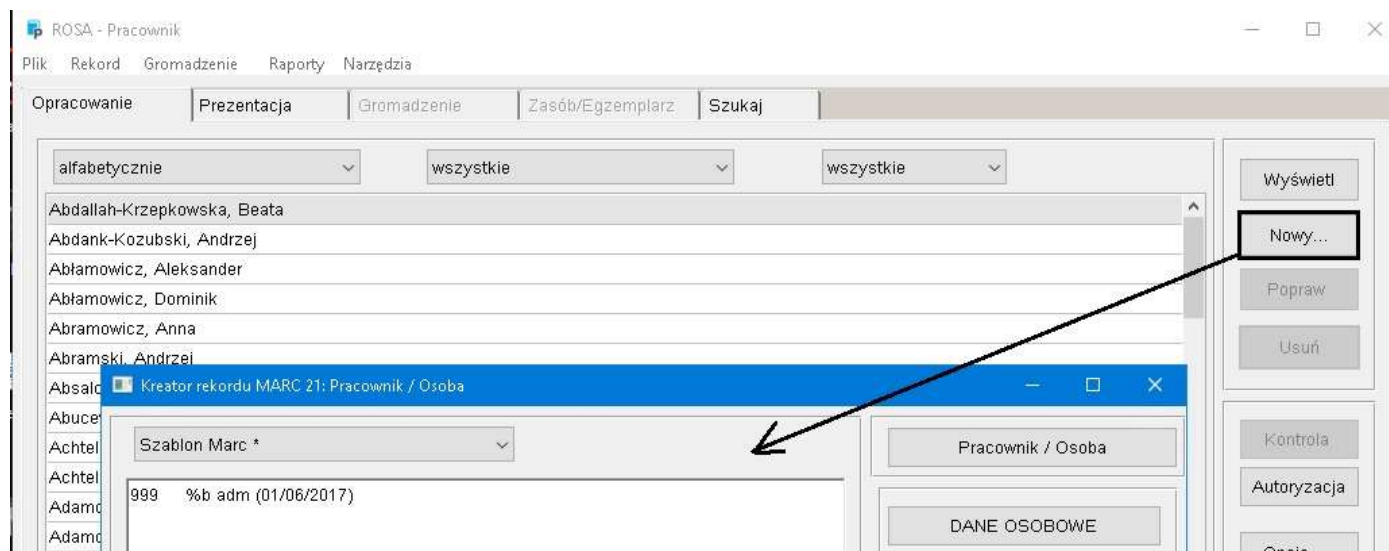 ROSA - Pracownik
Plik Rekord Gromadzenie Raporty Narzędzia
Opracowanie Prezentacja Gromadzenie Zasób/Egzemplarz Szukaj
alfabetycznie wszystkie wszystkie
Wyświetl
Abdallah-Krzepkowska, Beata
Nowy...
Abdank-Kozubski, Andrzej
Abłamowicz, Aleksander
Popraw
Abłamowicz, Dominik
Abramowicz, Anna
Usuń
Abramski, Andrzej
Kreator rekordu MARC 21: Pracownik / Osoba
Szablon Marc *
Pracownik / Osoba
Kontrola
Achtel
Achtel
999 %b adm (01/06/2017)
Autoryzacja
DANE OSOBOWE